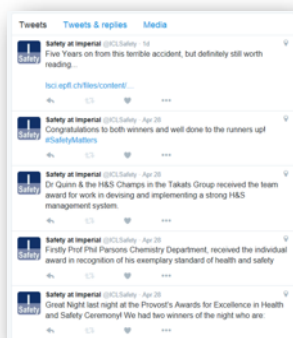 Tweets Tweets & replies Media
Safety at Imperial @ICLSafety · 1d
Five Years on from this terrible accident, but definitely still worth
reading...
lsci.epfl.ch/files/content/...
Safety
Safety at Imperial @ICLSafety · Apr 28
Congratulations to both winners and well done to the runners up!
#SafetyMatters
Safety
Safety at Imperial @ICLSafety · Apr 28
Dr Quinn & the H&S Champs in the Takats Group received the team
award for work in devising and implementing a strong H&S
management system.
Safety
Safety at Imperial @ICLSafety · Apr 28
Firstly Prof Phil Parsons Chemistry Department, received the individual
award in recognition of his exemplary standard of health and safety
Safety
Safety at Imperial @ICLSafety · Apr 28
Great Night last night at the Provost's Awards for Excellence in Health
and Safety Ceremony! We had two winners of the night who are:
Safety